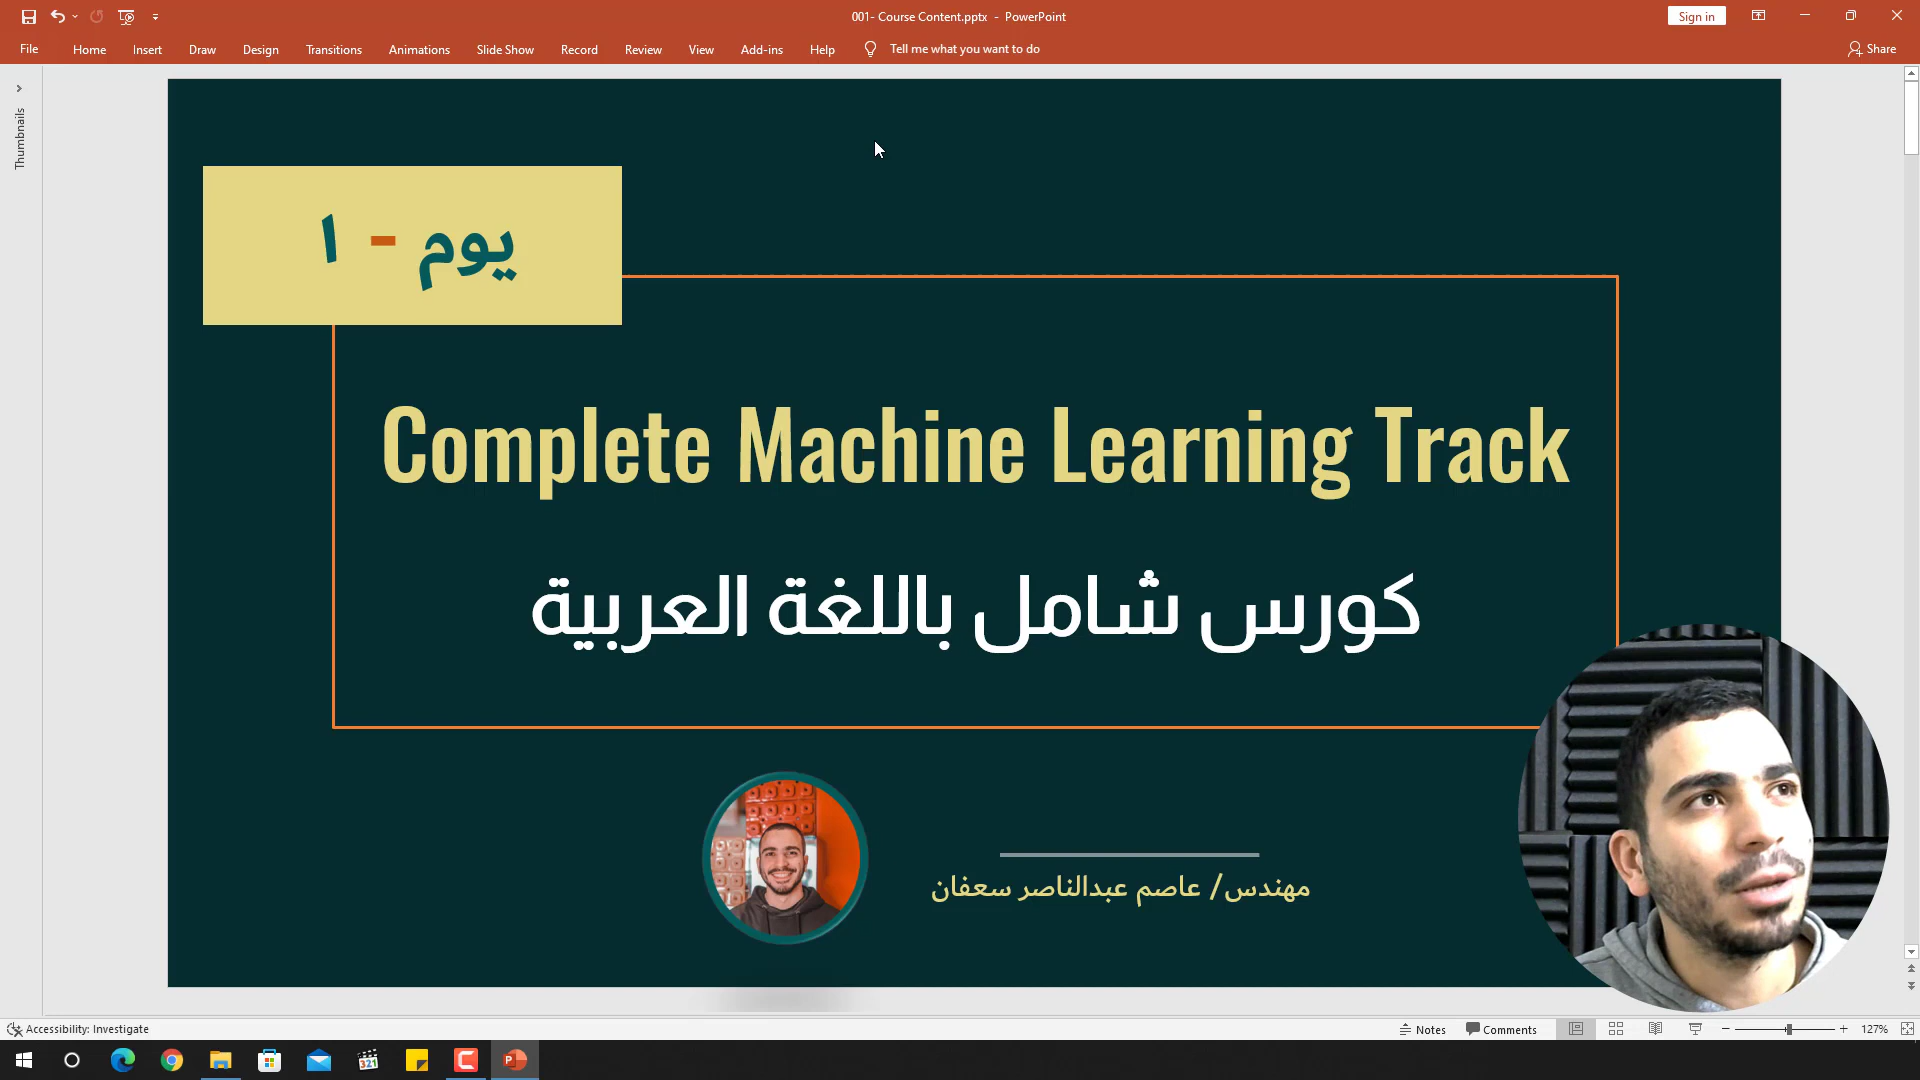 001- Course Content.pptx - PowerPoint
Sign in
File Home Insert Draw Design Transitions Animations Slide Show Record Review View Add-ins Help Tell me what you want to do Share
Thumbnails
يوم - ١
Complete Machine Learning Track
كورس شامل باللغة العربية
مهندس/ عاصم عبدالناصر سعفان
Accessibility: Investigate
Notes Comments 127%
321